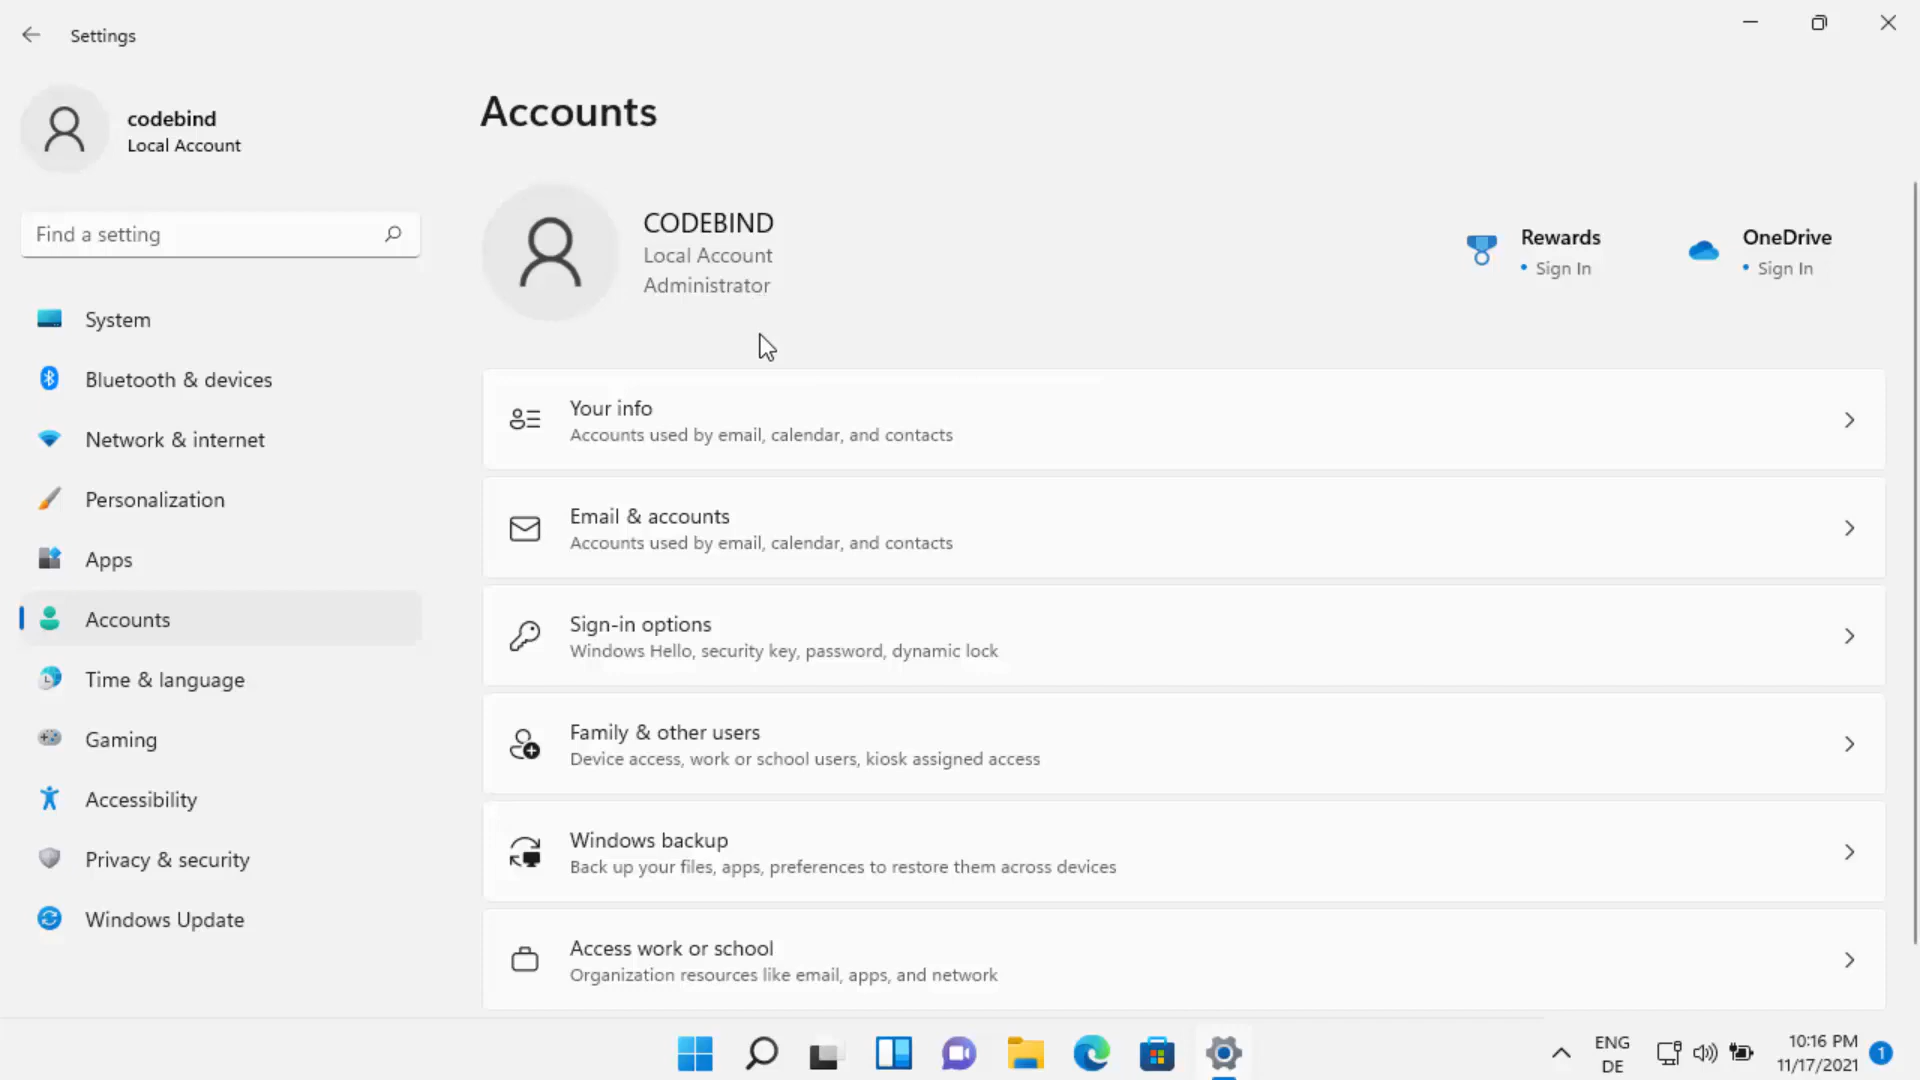 Settings
codebind
Local Account
Find a setting
System
Bluetooth & devices
Network & internet
Personalization
Apps
Accounts
Time & language
Gaming
Accessibility
Privacy & security
Windows Update
Accounts
CODEBIND
Local Account
Administrator
Rewards
• Sign In
OneDrive
• Sign In
Your info
Accounts used by email, calendar, and contacts
Email & accounts
Accounts used by email, calendar, and contacts
Sign-in options
Windows Hello, security key, password, dynamic lock
Family & other users
Device access, work or school users, kiosk assigned access
Windows backup
Back up your files, apps, preferences to restore them across devices
Access work or school
Organization resources like email, apps, and network
ENG
DE
10:16 PM
11/17/2021
1